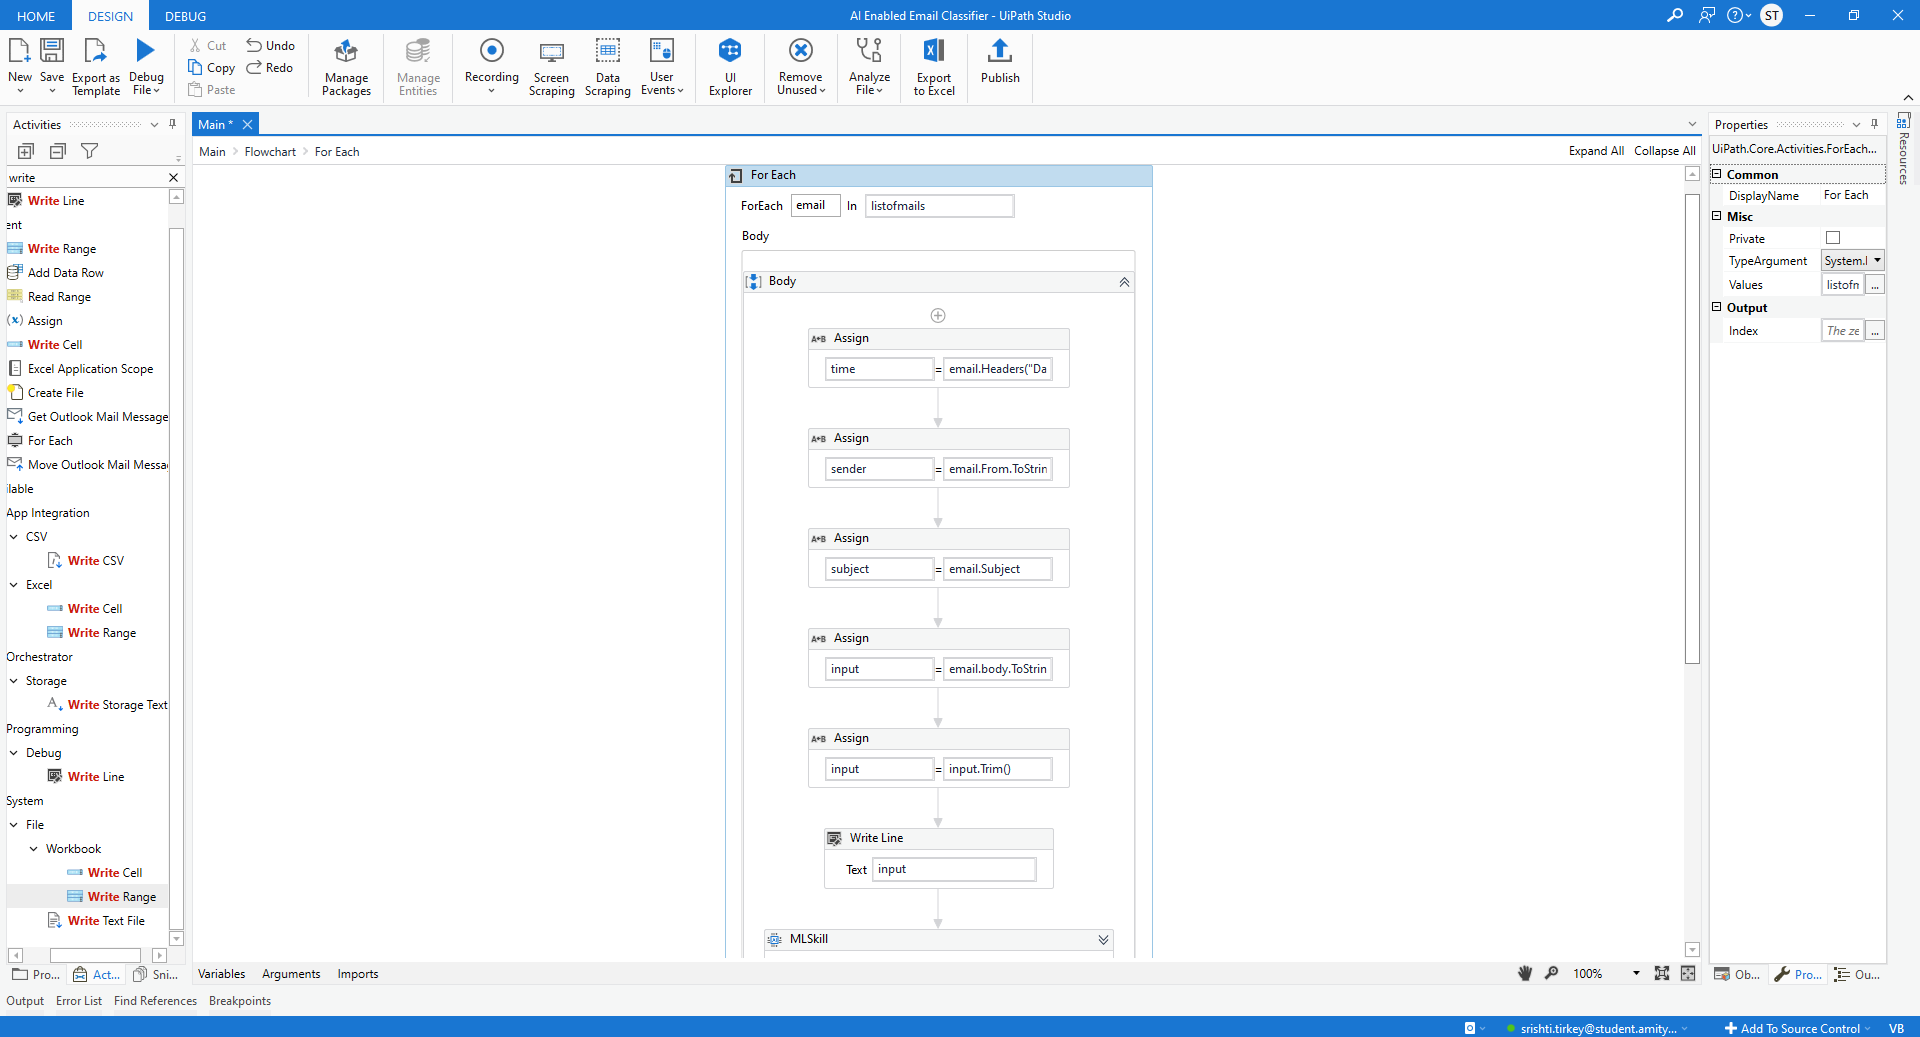 HOME DESIGN DEBUG AI Enabled Email Classifier - UiPath Studio ST
New Save Export as Template Debug File Cut Copy Paste Undo Redo Manage Packages Manage Entities Recording Screen Scraping Data Scraping User Events UI Explorer Remove Unused Analyze File Export to Excel Publish
Activities
write
Write Line
ent
Write Range
Add Data Row
Read Range
Assign
Write Cell
Excel Application Scope
Create File
Get Outlook Mail Message
For Each
Move Outlook Mail Messa
ilable
App Integration
CSV
Write CSV
Excel
Write Cell
Write Range
Orchestrator
Storage
Write Storage Text
Programming
Debug
Write Line
System
File
Workbook
Write Cell
Write Range
Write Text File
Pro... Act... Sni...
Main *
Main Flowchart For Each Expand All Collapse All
For Each
ForEach email In listofmails
Body
Body
A+B Assign
time = email.Headers("Da
A+B Assign
sender = email.From.ToStrin
A+B Assign
subject = email.Subject
A+B Assign
input = email.body.ToStrin
A+B Assign
input = input.Trim()
Write Line
Text input
MLSkill
Variables Arguments Imports 100%
Properties
UiPath.Core.Activities.ForEach...
Common
DisplayName For Each
Misc
Private
TypeArgument System.I
Values listofn ...
Output
Index The ze ...
Resources
Ob... Pro... Ou...
Output Error List Find References Breakpoints
srishti.tirkey@student.amity... Add To Source Control VB